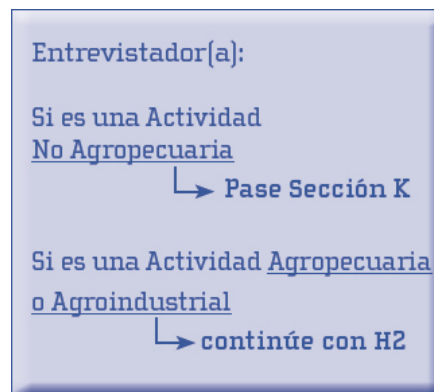 Entrevistador(a):
Si es una Actividad
No Agropecuaria
Pase Sección K
Si es una Actividad Agropecuaria
o Agroindustrial
continúe con H2